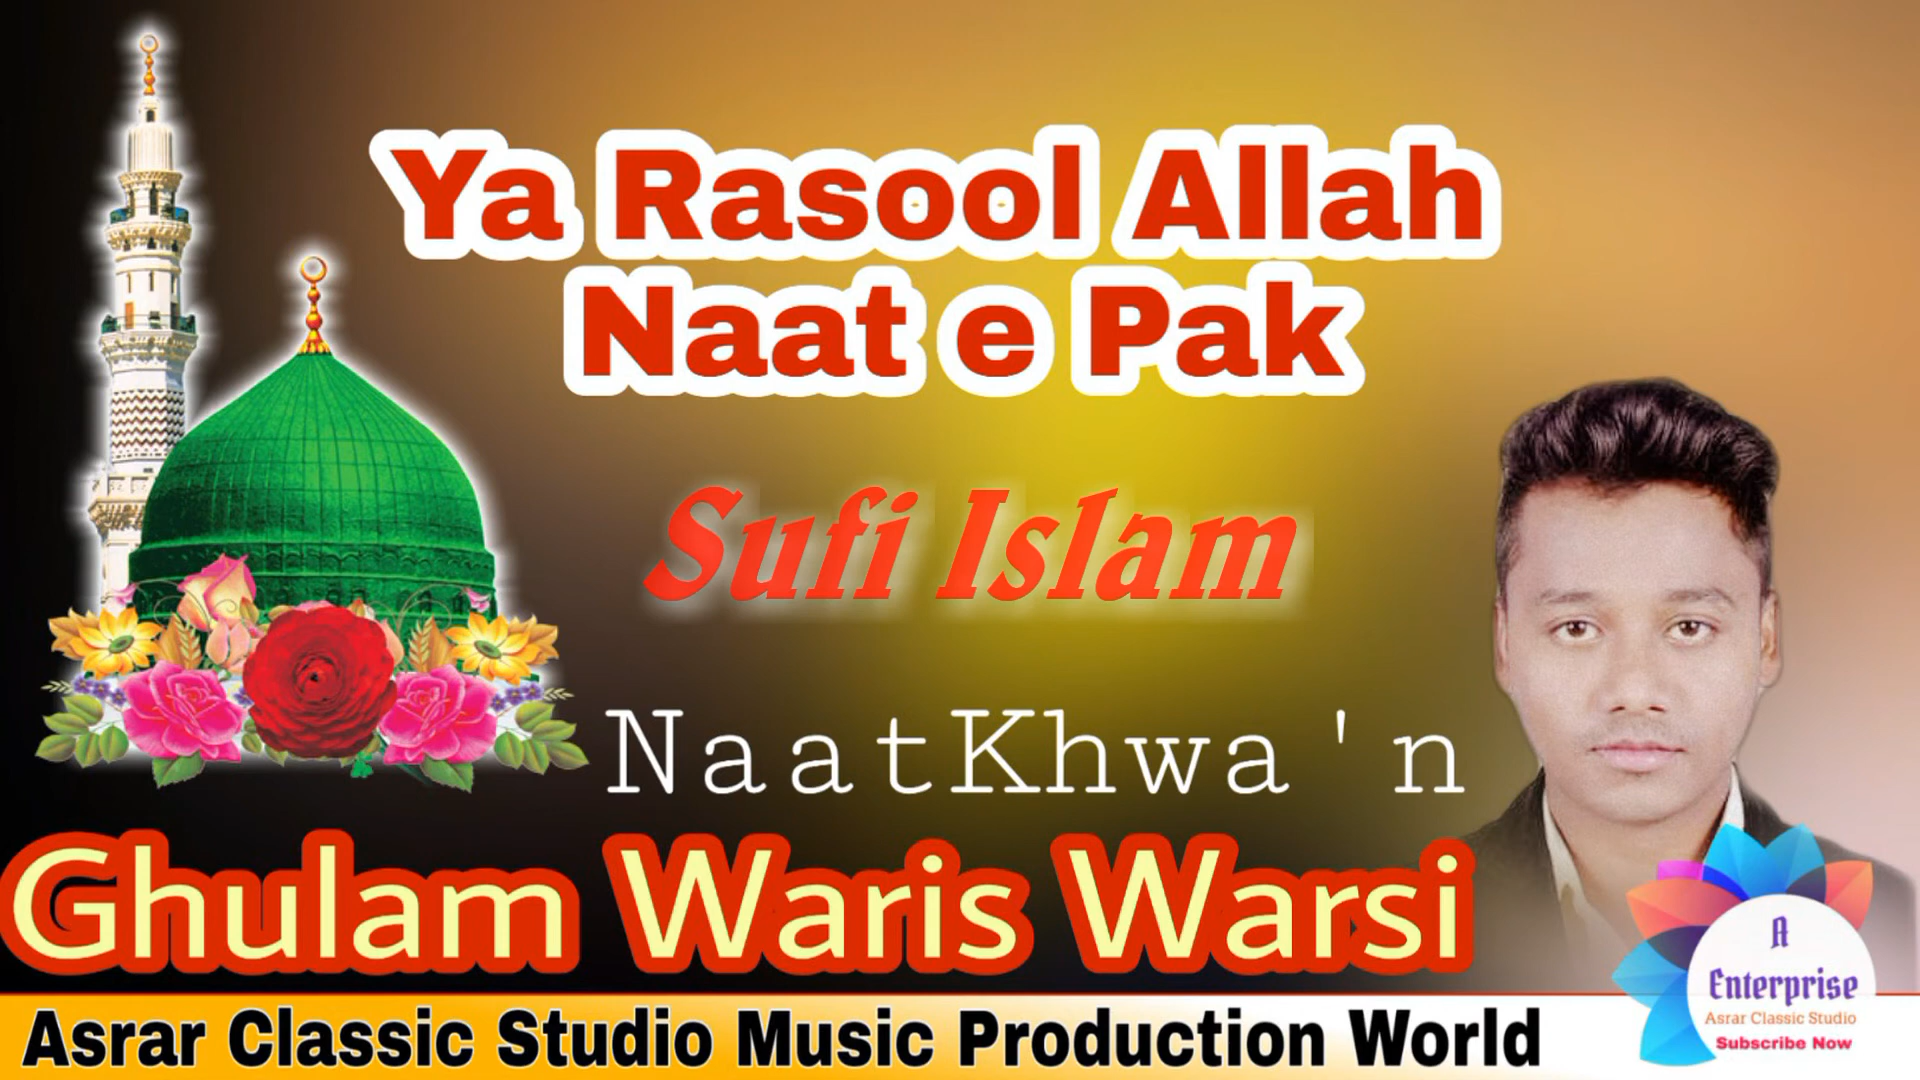 Ya Rasool Allah
Naat e Pak
Sufi Islam
NaatKhwa'n
Ghulam Waris Warsi
Asrar Classic Studio Music Production World
A
Enterprise
Asrar Classic Studio
Subscribe Now